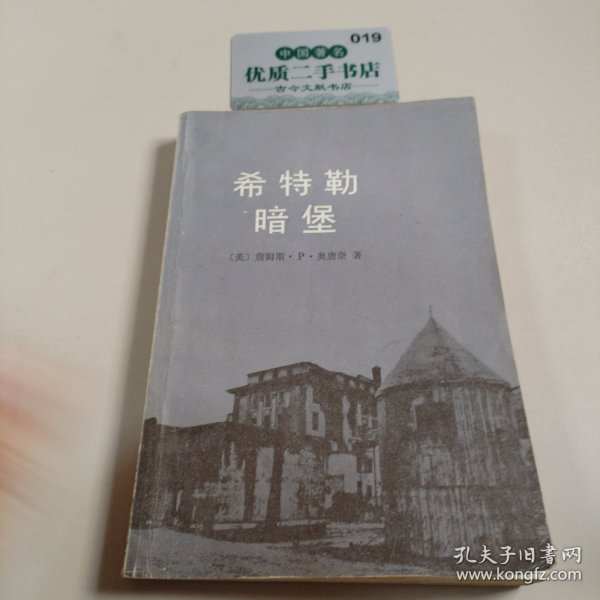 019
中国著名
优质二手书店
古今文献书店
希特勒
暗堡
〔美〕詹姆斯·P·奥唐奈 著
孔夫子旧书网
www.kongfz.com